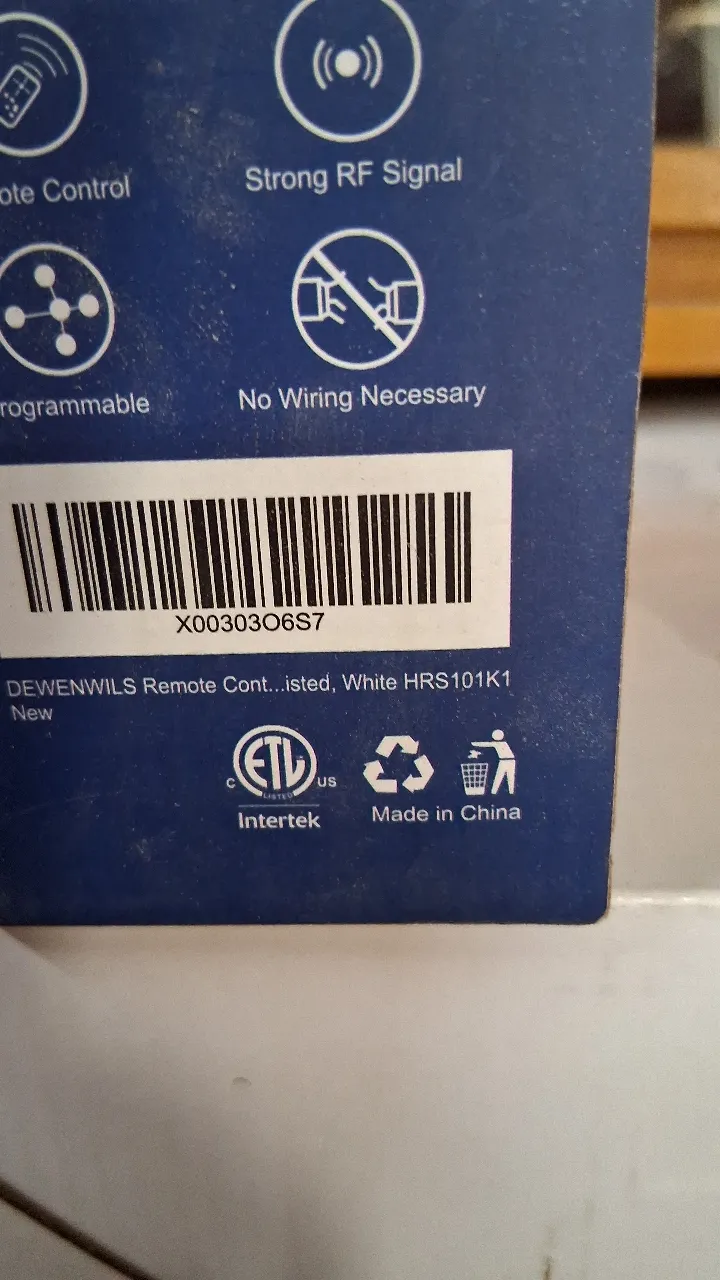 ote Control
Strong RF Signal
rogrammable
No Wiring Necessary
X00303O6S7
DEWENWILS Remote Cont...isted, White HRS101K1
New
C ETL US
LISTED
Intertek
Made in China